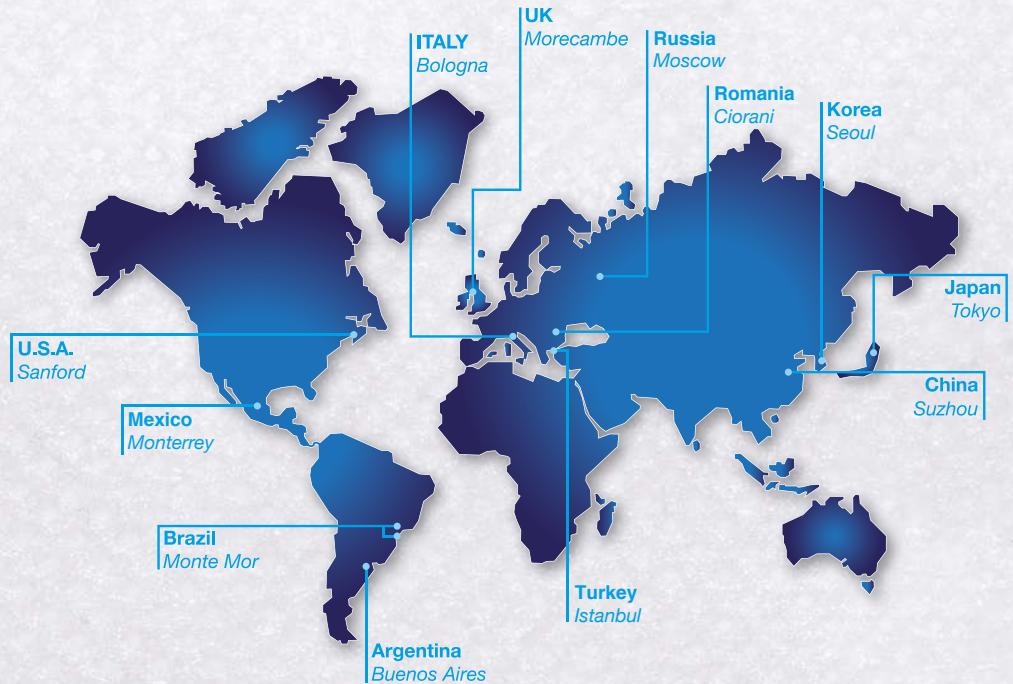 UK
Morecambe
ITALY
Bologna
Russia
Moscow
Romania
Ciorani
Korea
Seoul
Japan
Tokyo
U.S.A.
Sanford
China
Suzhou
Mexico
Monterrey
Brazil
Monte Mor
Turkey
Istanbul
Argentina
Buenos Aires